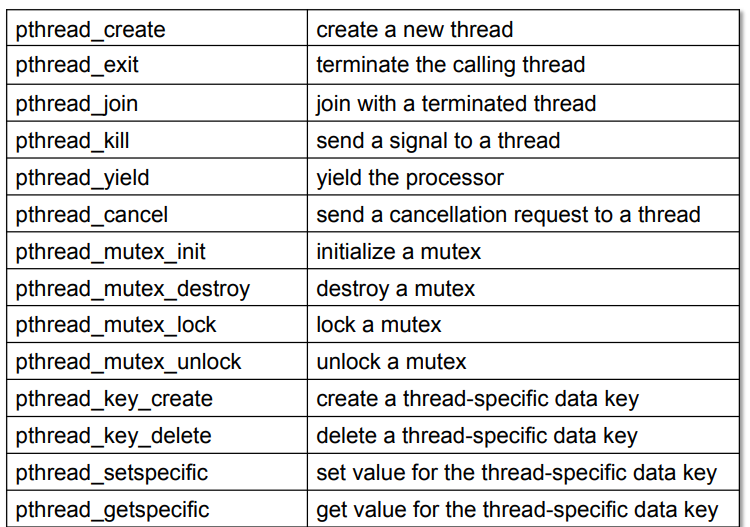 pthread_create create a new thread
pthread_exit terminate the calling thread
pthread_join join with a terminated thread
pthread_kill send a signal to a thread
pthread_yield yield the processor
pthread_cancel send a cancellation request to a thread
pthread_mutex_init initialize a mutex
pthread_mutex_destroy destroy a mutex
pthread_mutex_lock lock a mutex
pthread_mutex_unlock unlock a mutex
pthread_key_create create a thread-specific data key
pthread_key_delete delete a thread-specific data key
pthread_setspecific set value for the thread-specific data key
pthread_getspecific get value for the thread-specific data key